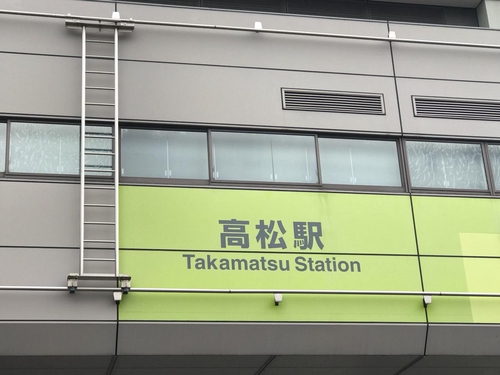 高松駅
Takamatsu Station